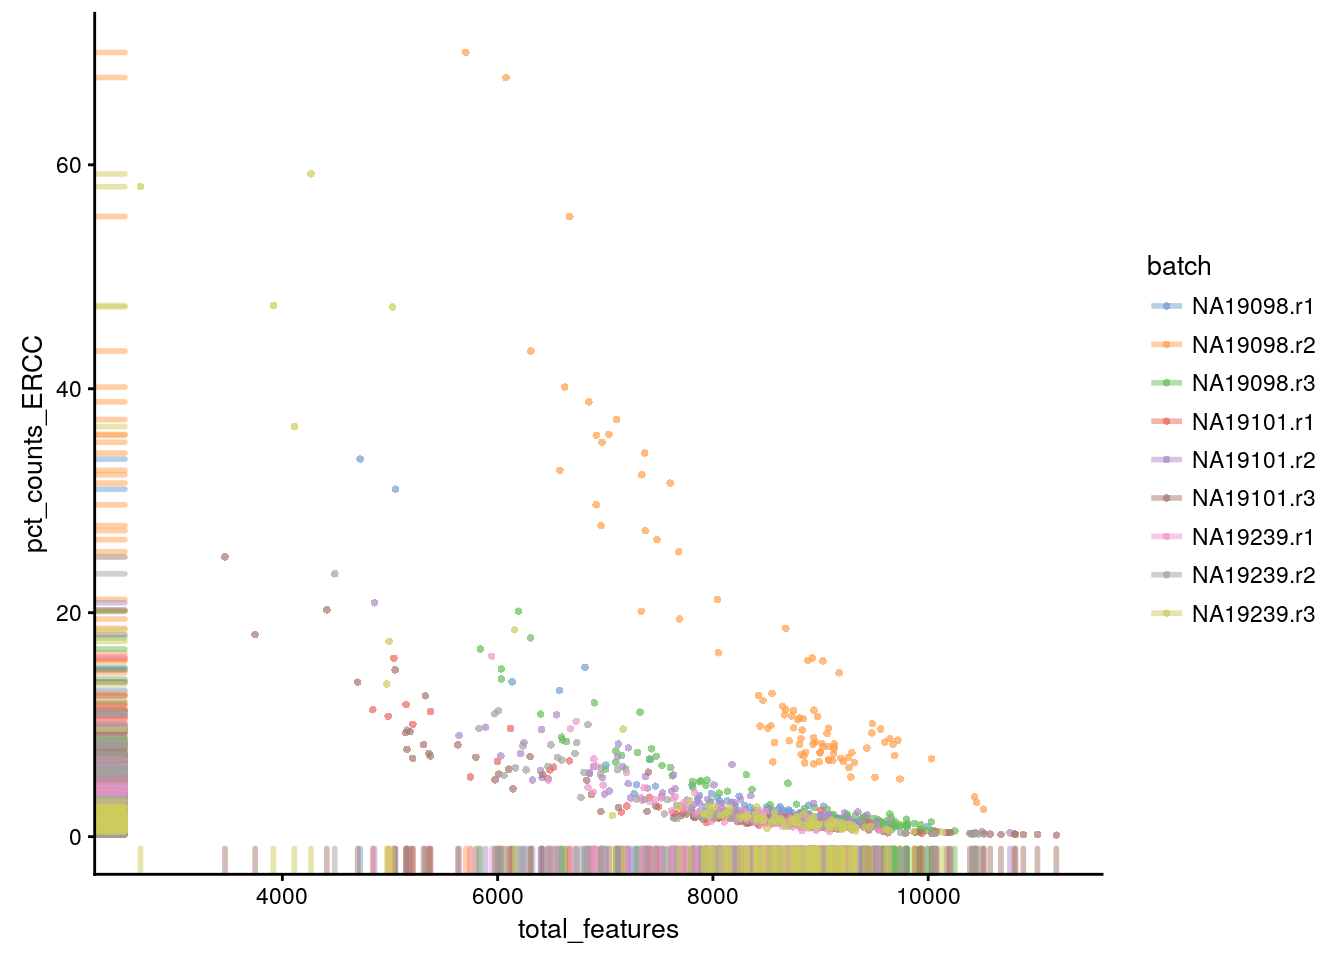 pct_counts_ERCC
60
40
20
0
4000
6000
8000
10000
total_features
batch
NA19098.r1
NA19098.r2
NA19098.r3
NA19101.r1
NA19101.r2
NA19101.r3
NA19239.r1
NA19239.r2
NA19239.r3